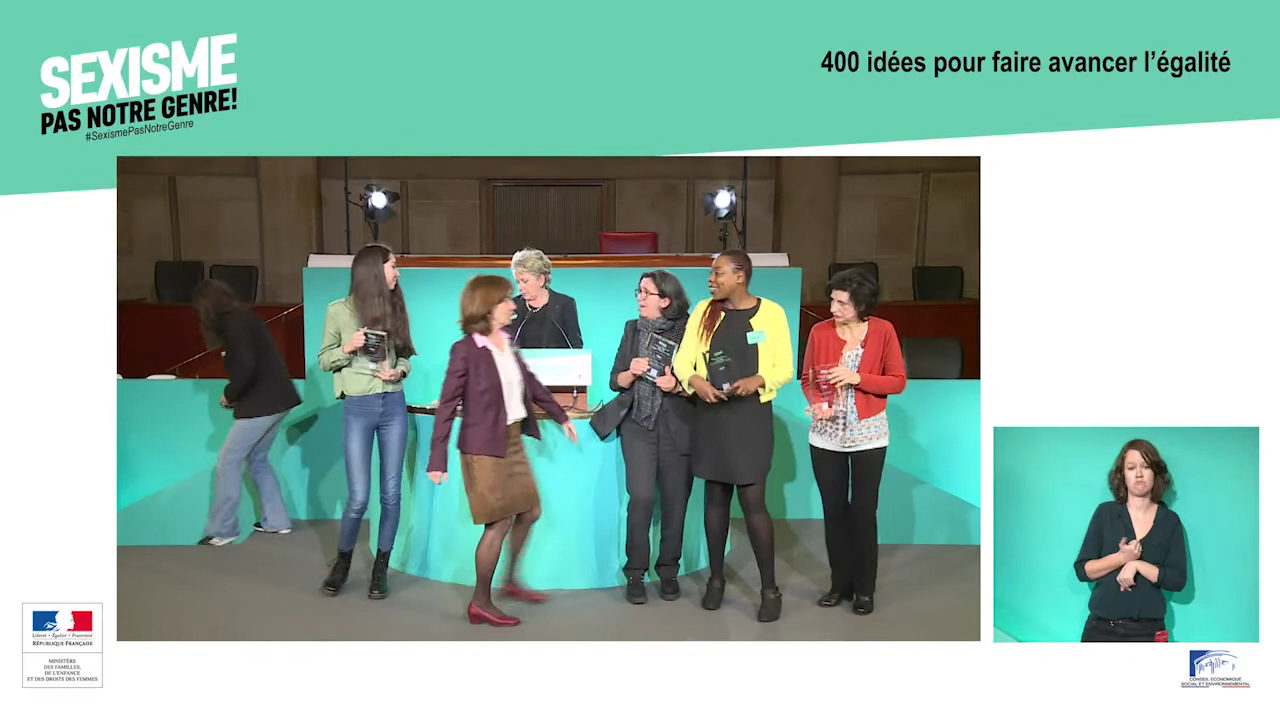 SEXISME
PAS NOTRE GENRE!
#SexismePasNotreGenre
400 idées pour faire avancer l’égalité
Liberté • Égalité • Fraternité
RÉPUBLIQUE FRANÇAISE
MINISTÈRE
DES FAMILLES,
DE L'ENFANCE
ET DES DROITS DES FEMMES
CONSEIL ECONOMIQUE
SOCIAL ET ENVIRONNEMENTAL